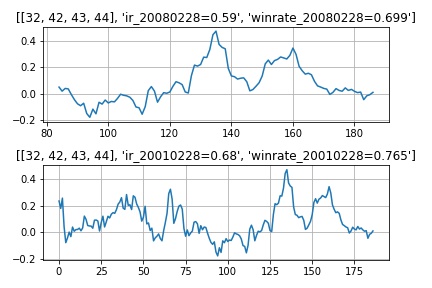 [[32, 42, 43, 44], 'ir_20080228=0.59', 'winrate_20080228=0.699']
0.4
0.2
0.0
−0.2
80 100 120 140 160 180
[[32, 42, 43, 44], 'ir_20010228=0.68', 'winrate_20010228=0.765']
0.4
0.2
0.0
−0.2
0 25 50 75 100 125 150 175